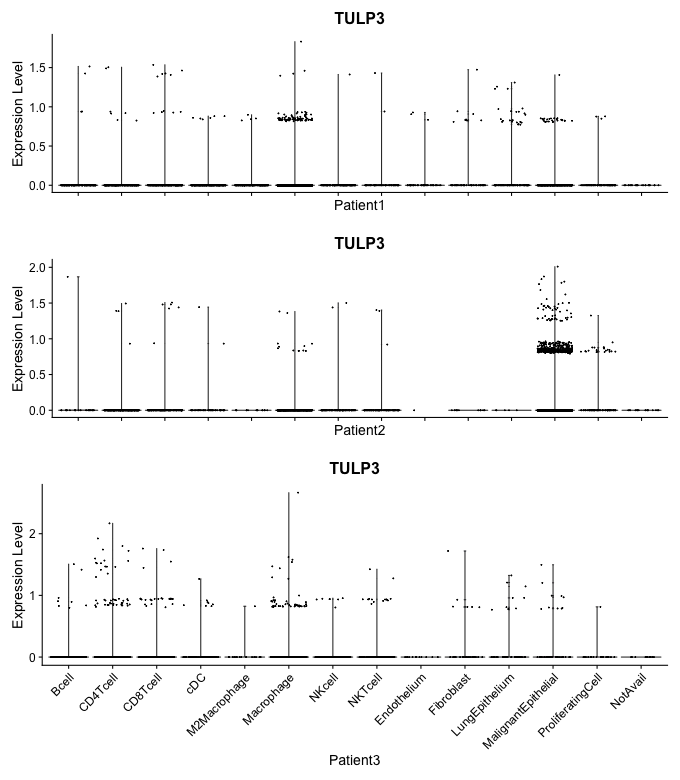 TULP3
Expression Level
1.5
1.0
0.5
0.0
Patient1
TULP3
Expression Level
2.0
1.5
1.0
0.5
0.0
Patient2
TULP3
Expression Level
2
1
0
Bcell
CD4Tcell
CD8Tcell
cDC
M2Macrophage
Macrophage
NKcell
NKTcell
Endothelium
Fibroblast
LungEpithelium
MalignantEpithelial
ProliferatingCell
NotAvail
Patient3